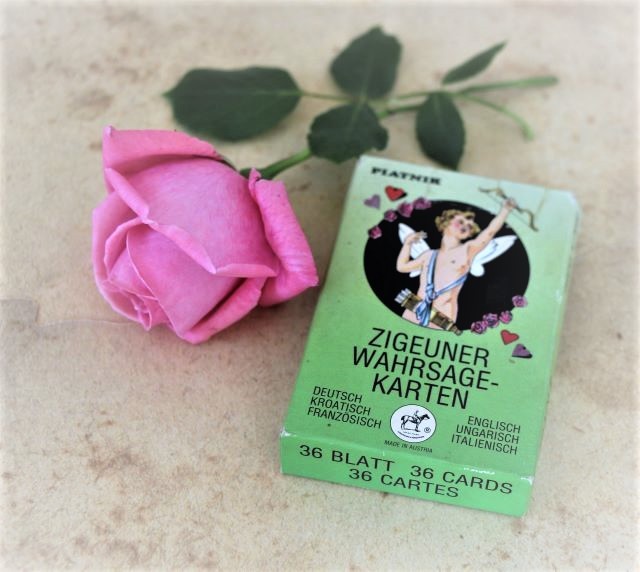 PIATNIK
ZIGEUNER
WAHRSAGE-
KARTEN
DEUTSCH
KROATISCH
FRANZÖSISCH
ENGLISCH
UNGARISCH
ITALIENISCH
®
MADE IN AUSTRIA
36 BLATT 36 CARDS
36 CARTES